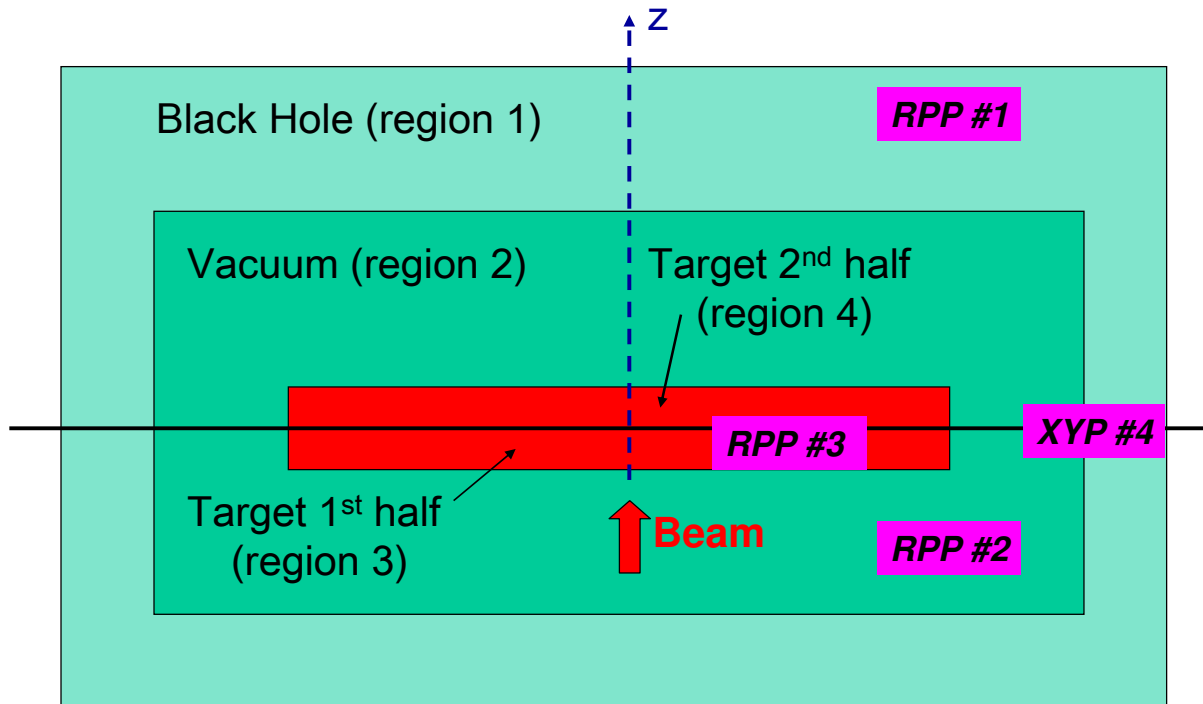 z
Black Hole (region 1)
RPP #1
Vacuum (region 2)
Target 2nd half
(region 4)
RPP #3
XYP #4
Target 1st half
(region 3)
Beam
RPP #2